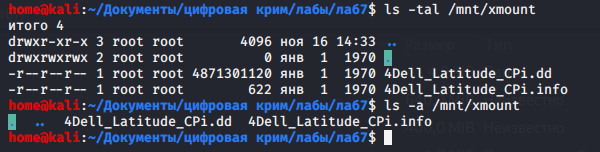 home@kali:~/Документы/цифровая крим/лабы/лаб7$ ls -tal /mnt/xmount
итого 4
drwxr-xr-x 3 root root       4096 ноя 16 14:33 ..
drwxrwxrwx 2 root root          0 янв  1  1970 .
-r--r--r-- 1 root root 4871301120 янв  1  1970 4Dell_Latitude_CPi.dd
-r--r--r-- 1 root root        622 янв  1  1970 4Dell_Latitude_CPi.info
home@kali:~/Документы/цифровая крим/лабы/ла67$ ls -a /mnt/xmount
.  ..  4Dell_Latitude_CPi.dd  4Dell_Latitude_CPi.info
home@kali:~/Документы/цифровая крим/лабы/лаб7$